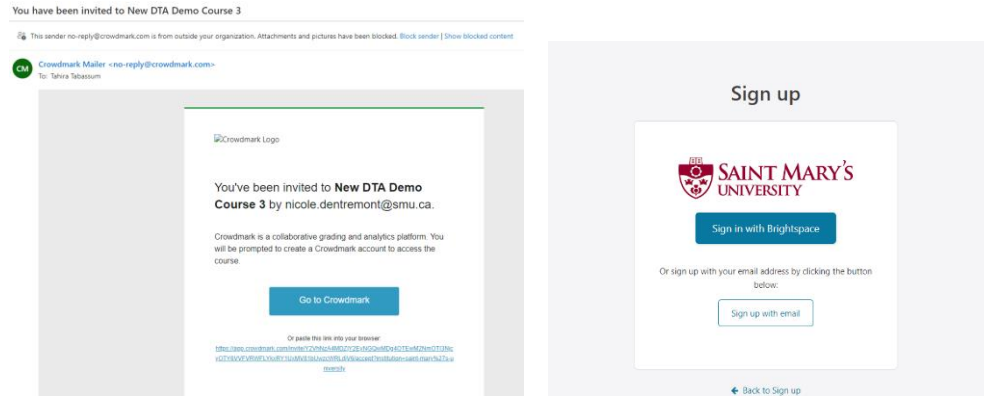 You have been invited to New DTA Demo Course 3
This sender no-reply@crowdmark.com is from outside your organization. Attachments and pictures have been blocked. Block sender | Show blocked content
CM
Crowdmark Mailer <no-reply@crowdmark.com>
To: Tahira Tabassum
Crowdmark Logo
You've been invited to New DTA Demo
Course 3 by nicole.dentremont@smu.ca.
Crowdmark is a collaborative grading and analytics platform. You
will be prompted to create a Crowdmark account to access the
course.
Go to Crowdmark
Or paste this link into your browser
Sign up
SAINT MARY'S
UNIVERSITY
Sign in with Brightspace
Or sign up with your email address by clicking the button
below:
Sign up with email
← Back to Sign up